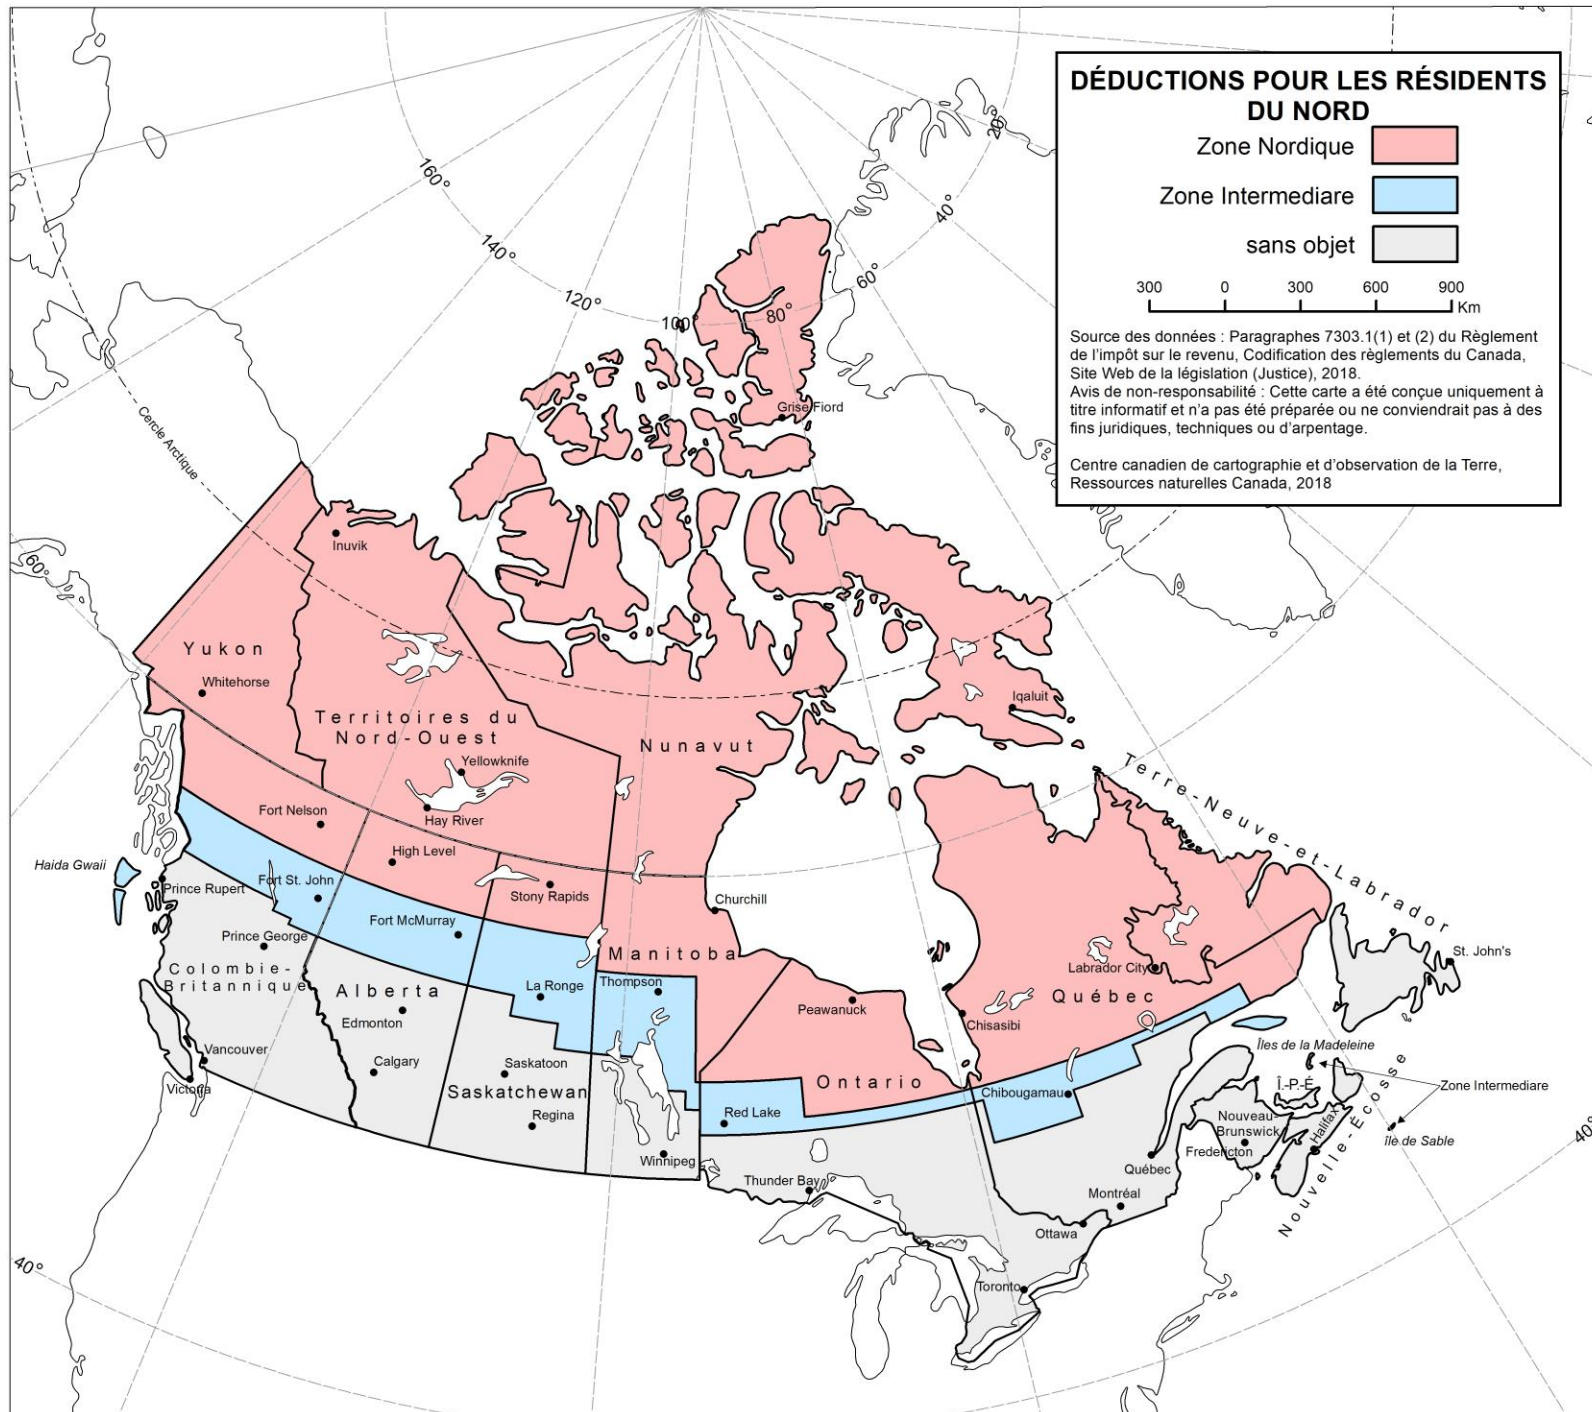 DÉDUCTIONS POUR LES RÉSIDENTS
DU NORD
Zone Nordique
Zone Intermediare
sans objet
300 0 300 600 900
Km
Source des données : Paragraphes 7303.1(1) et (2) du Règlement
de l'impôt sur le revenu, Codification des règlements du Canada,
Site Web de la législation (Justice), 2018.
Avis de non-responsabilité : Cette carte a été conçue uniquement à
titre informatif et n'a pas été préparée ou ne conviendrait pas à des
fins juridiques, techniques ou d'arpentage.
Centre canadien de cartographie et d'observation de la Terre,
Ressources naturelles Canada, 2018
20°
160°
40°
140°
60°
120°
100°
80°
Grise Fiord
Cercle Arctique
Inuvik
60°
Yukon
Whitehorse
Iqaluit
Territoires du
Nord-Ouest
Nunavut
Yellowknife
Terre-Neuve-et-Labrador
Fort Nelson
Hay River
High Level
Haida Gwaii
Prince Rupert
Fort St. John
Stony Rapids
Churchill
Fort McMurray
Prince George
Manitoba
St. John's
Labrador City
Colombie-
Britannique
Alberta
La Ronge
Thompson
Peawanuck
Québec
Chisasibi
Edmonton
Vancouver
Îles de la Madeleine
Calgary
Saskatoon
Victoria
Saskatchewan
Ontario
Chibougamau
Î.-P.-É
Zone Intermediare
Regina
Red Lake
Nouveau-
Brunswick
Halifax
île de Sable
Fredericton
Nouvelle-Écosse
Winnipeg
Québec
Thunder Bay
Montréal
Ottawa
Toronto
40°
40°